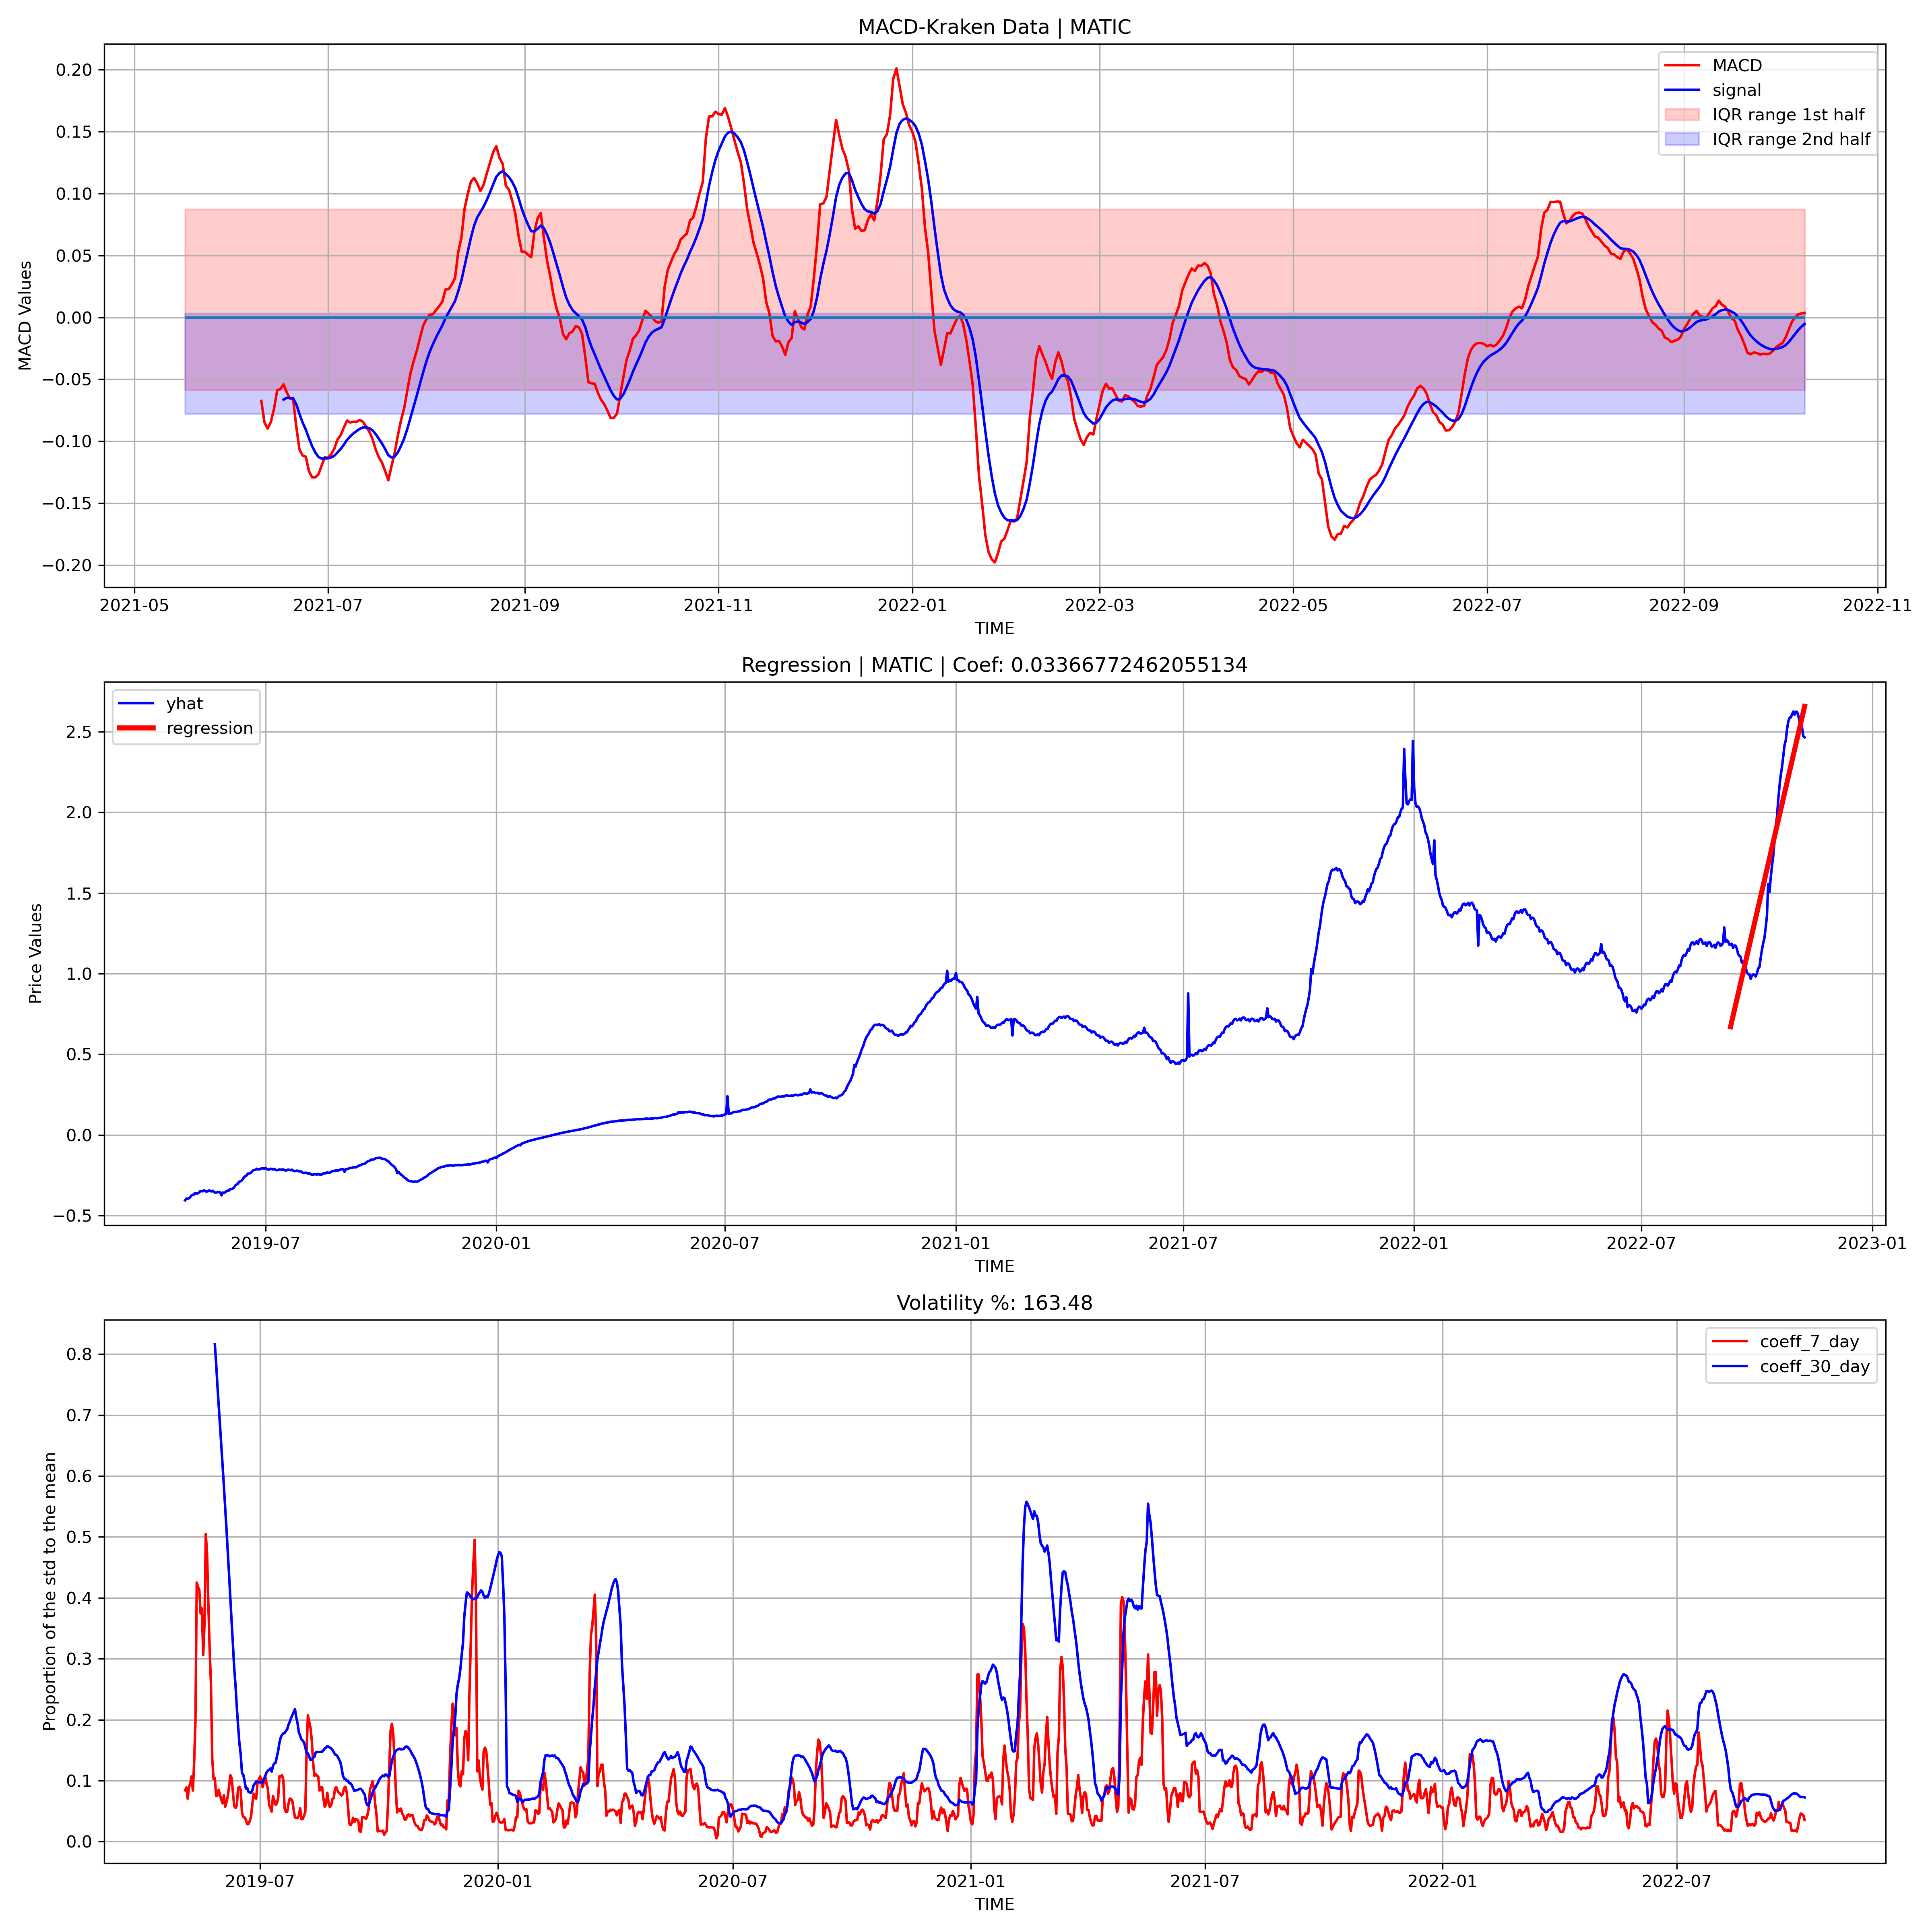 MACD-Kraken Data | MATIC
MACD
signal
IQR range 1st half
IQR range 2nd half
MACD Values
0.20
0.15
0.10
0.05
0.00
−0.05
−0.10
−0.15
−0.20
2021-05 2021-07 2021-09 2021-11 2022-01 2022-03 2022-05 2022-07 2022-09 2022-11
TIME
Regression | MATIC | Coef: 0.03366772462055134
yhat
regression
Price Values
2.5
2.0
1.5
1.0
0.5
0.0
−0.5
2019-07 2020-01 2020-07 2021-01 2021-07 2022-01 2022-07 2023-01
TIME
Volatility %: 163.48
coeff_7_day
coeff_30_day
Proportion of the std to the mean
0.8
0.7
0.6
0.5
0.4
0.3
0.2
0.1
0.0
2019-07 2020-01 2020-07 2021-01 2021-07 2022-01 2022-07
TIME